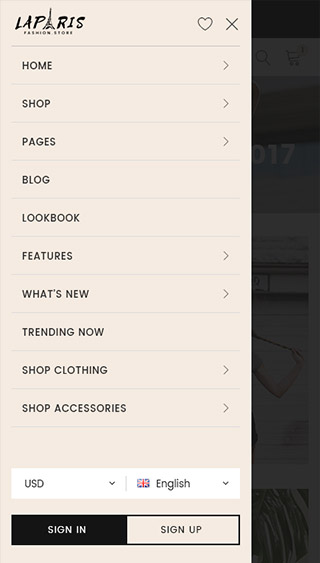 LAPARIS
FASHION.STORE
HOME
SHOP
PAGES
BLOG
LOOKBOOK
FEATURES
WHAT'S NEW
TRENDING NOW
SHOP CLOTHING
SHOP ACCESSORIES
USD English
SIGN IN SIGN UP
017